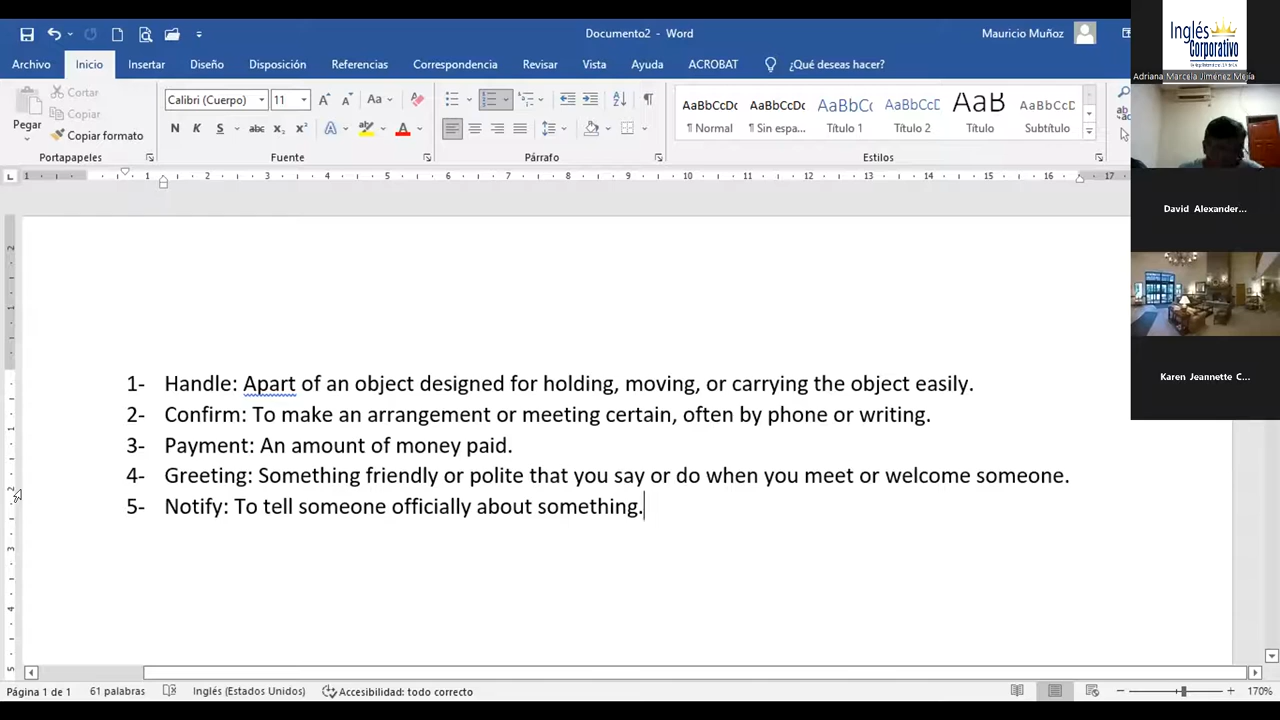 Documento2 - Word
Mauricio Muñoz
Archivo Inicio Insertar Diseño Disposición Referencias Correspondencia Revisar Vista Ayuda ACROBAT ¿Qué deseas hacer?
Pegar
Cortar
Copiar
Copiar formato
Portapapeles
Calibri (Cuerpo) 11
Fuente
Párrafo
AaBbCcDc AaBbCcDc AaBbC AaBbCcD AaB AaBbCcD
¶ Normal ¶ Sin espa... Título 1 Título 2 Título Subtítulo
Estilos
Inglés
Corporativo
Adriana Marcela Jiménez Mejía
David Alexander...
Karen Jeannette C...
1- Handle: Apart of an object designed for holding, moving, or carrying the object easily.
2- Confirm: To make an arrangement or meeting certain, often by phone or writing.
3- Payment: An amount of money paid.
4- Greeting: Something friendly or polite that you say or do when you meet or welcome someone.
5- Notify: To tell someone officially about something.
Página 1 de 1 61 palabras Inglés (Estados Unidos) Accesibilidad: todo correcto 170%